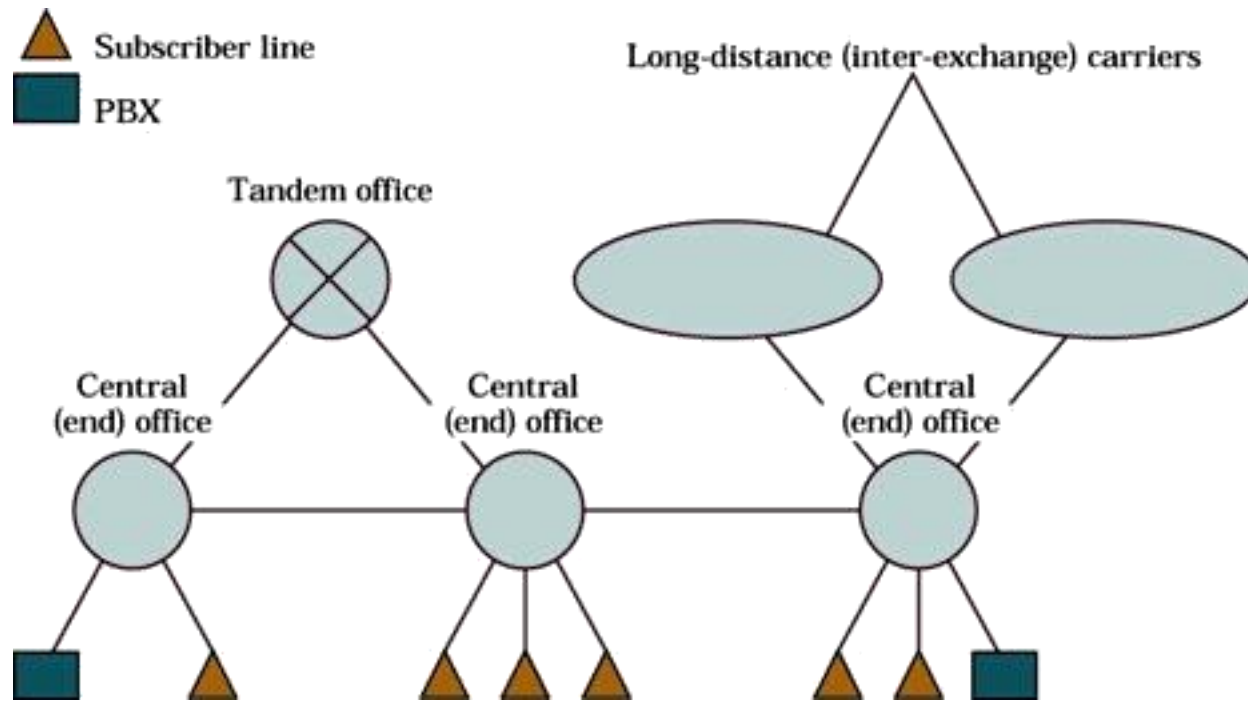 Subscriber line
PBX
Long-distance (inter-exchange) carriers
Tandem office
Central
(end) office
Central
(end) office
Central
(end) office